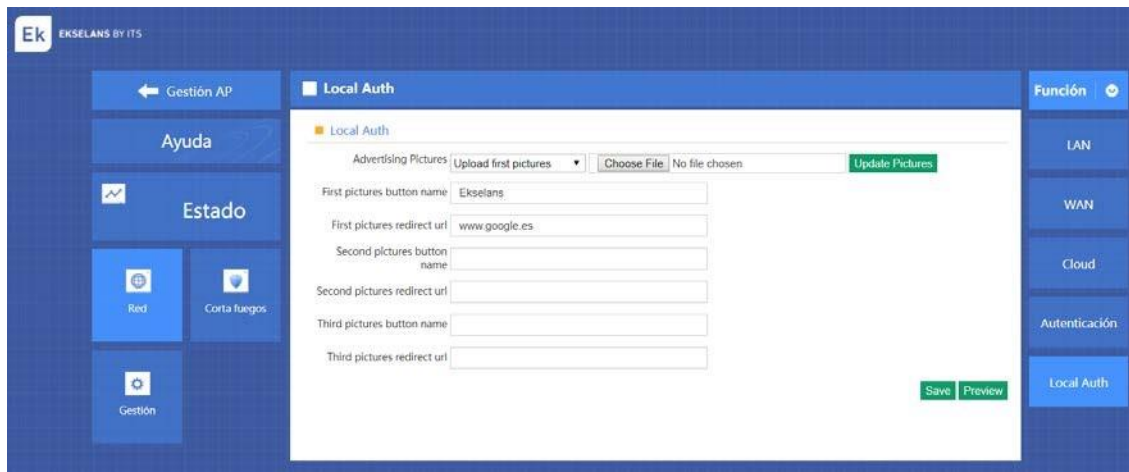 Ek EKSELANS BY ITS
Gestión AP
Ayuda
Estado
Red
Corta fuegos
Gestión
Local Auth
Local Auth
Advertising Pictures Upload first pictures Choose File No file chosen Update Pictures
First pictures button name Ekselans
First pictures redirect url www.google.es
Second pictures button
name
Second pictures redirect url
Third pictures button name
Third pictures redirect url
Save Preview
Función
LAN
WAN
Cloud
Autenticación
Local Auth